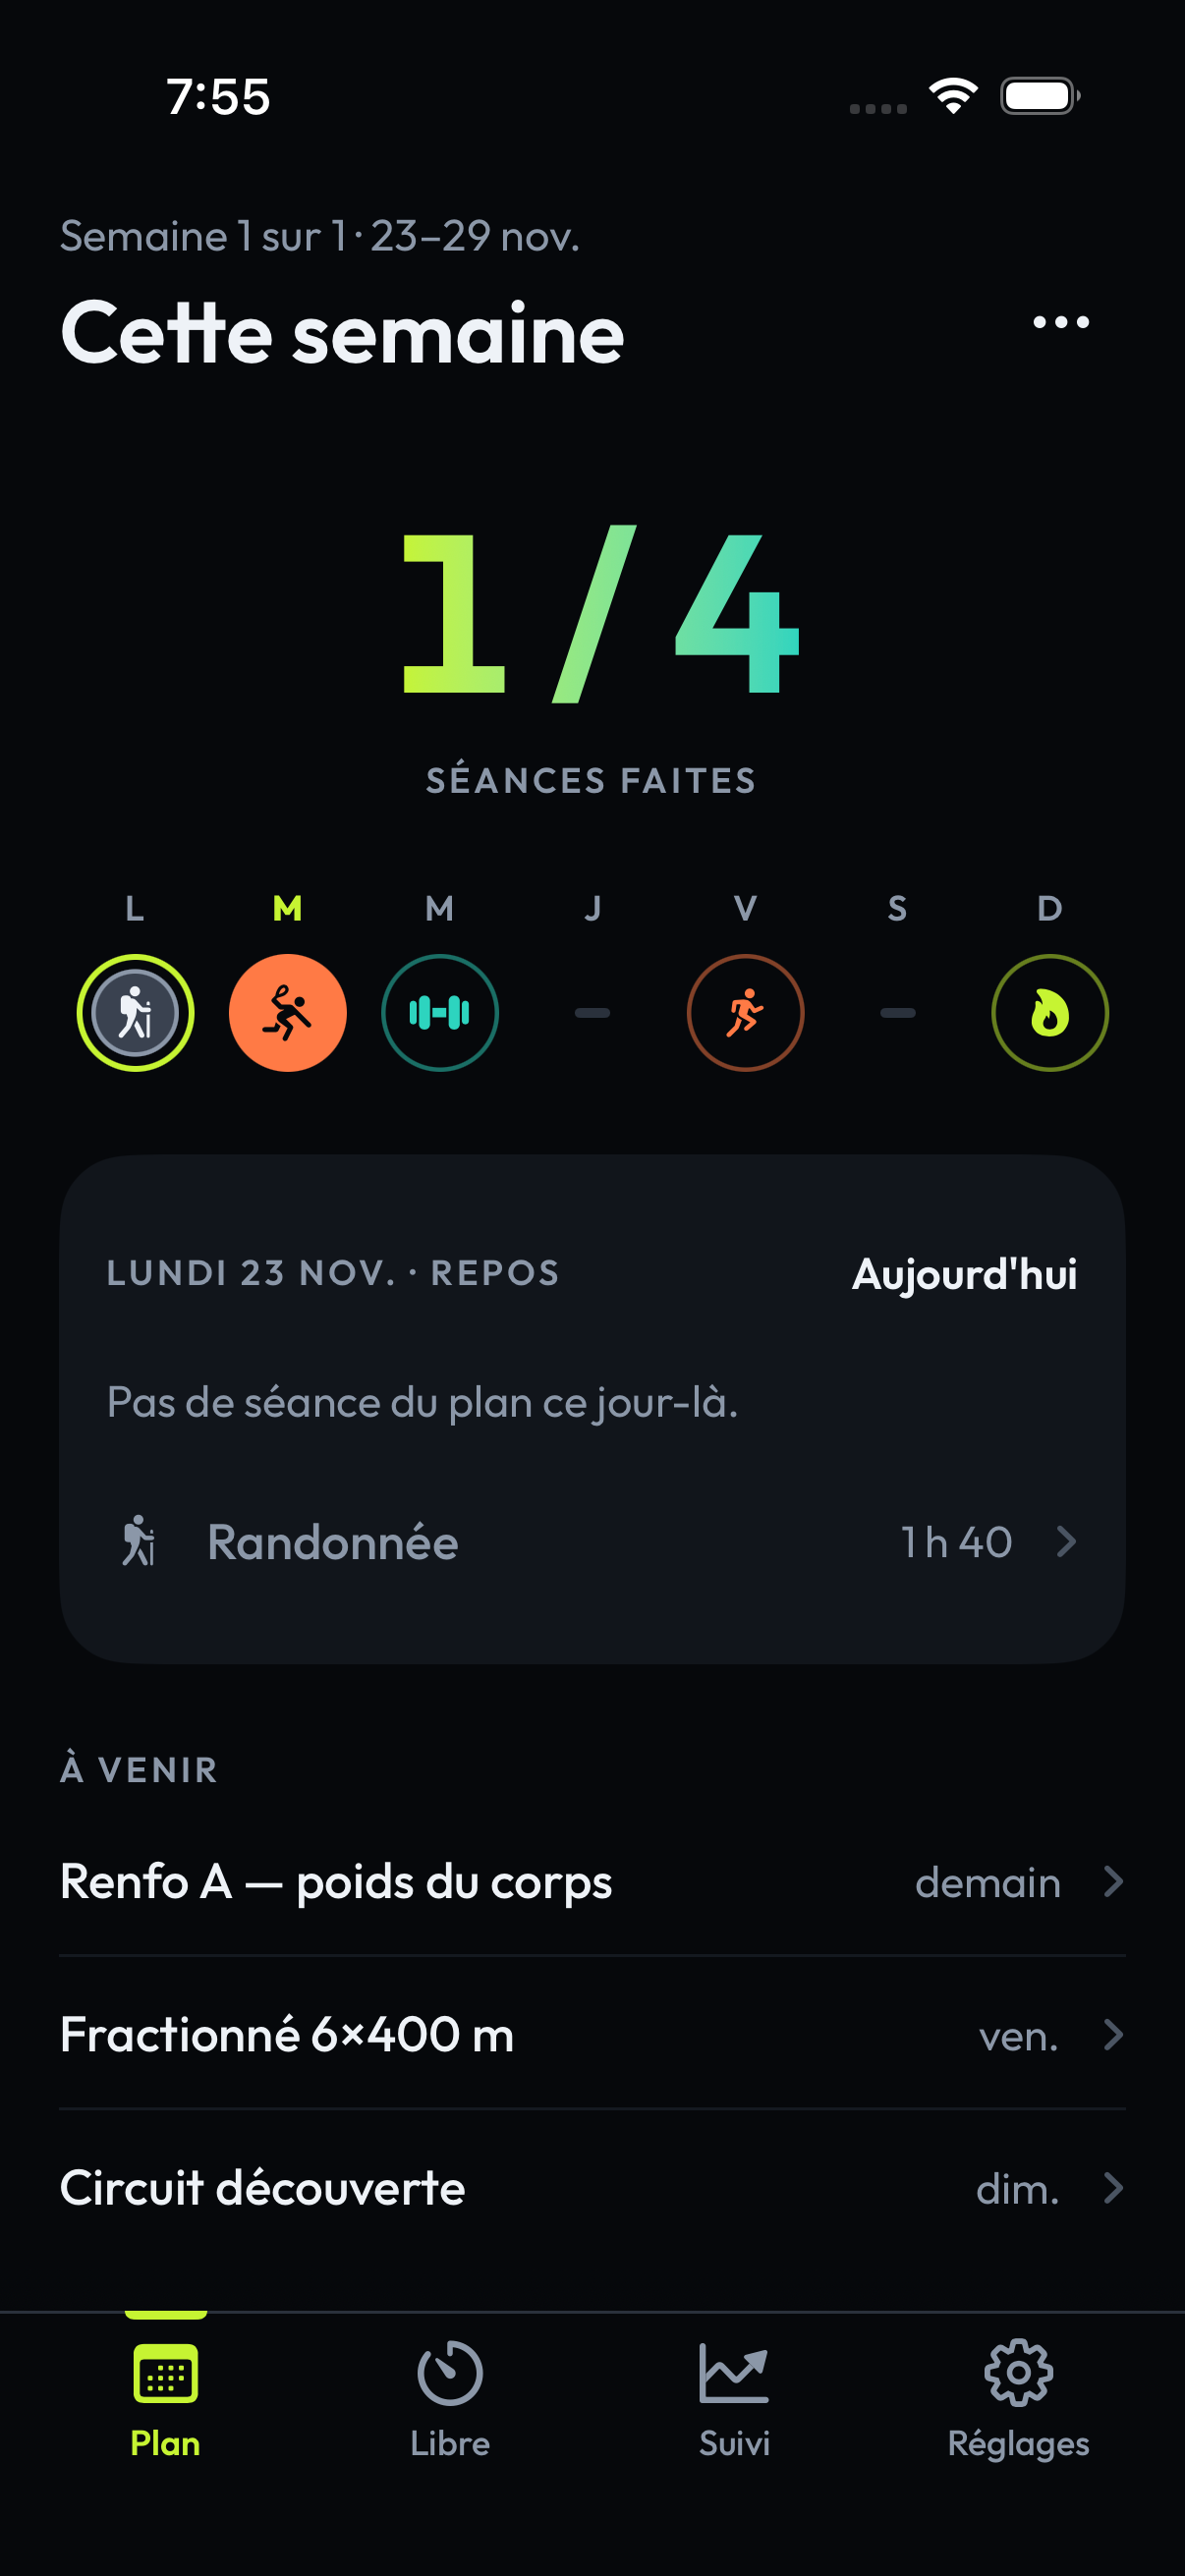 7:55
Semaine 1 sur 1 · 23–29 nov.
Cette semaine
1/4
SÉANCES FAITES
L M M J V S D
LUNDI 23 NOV. · REPOS Aujourd'hui
Pas de séance du plan ce jour-là.
Randonnée 1 h 40
À VENIR
Renfo A — poids du corps demain
Fractionné 6×400 m ven.
Circuit découverte dim.
Plan Libre Suivi Réglages